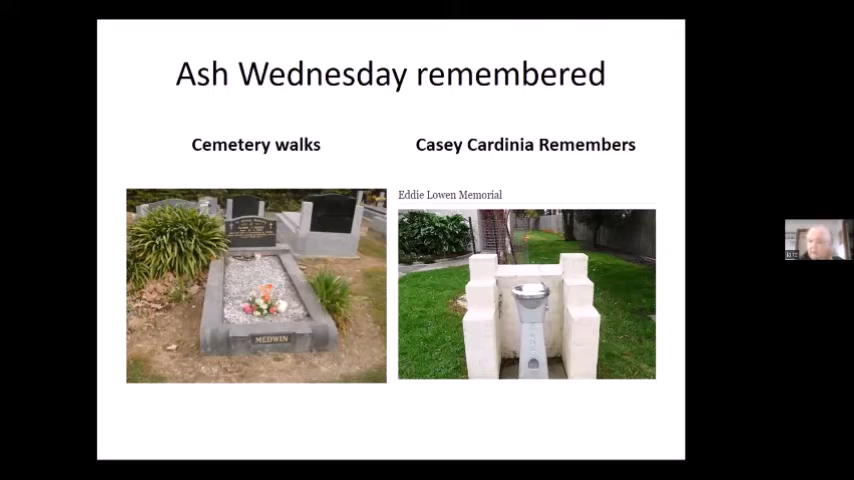 Ash Wednesday remembered
Cemetery walks
Casey Cardinia Remembers
Eddie Lowen Memorial
MEDWIN